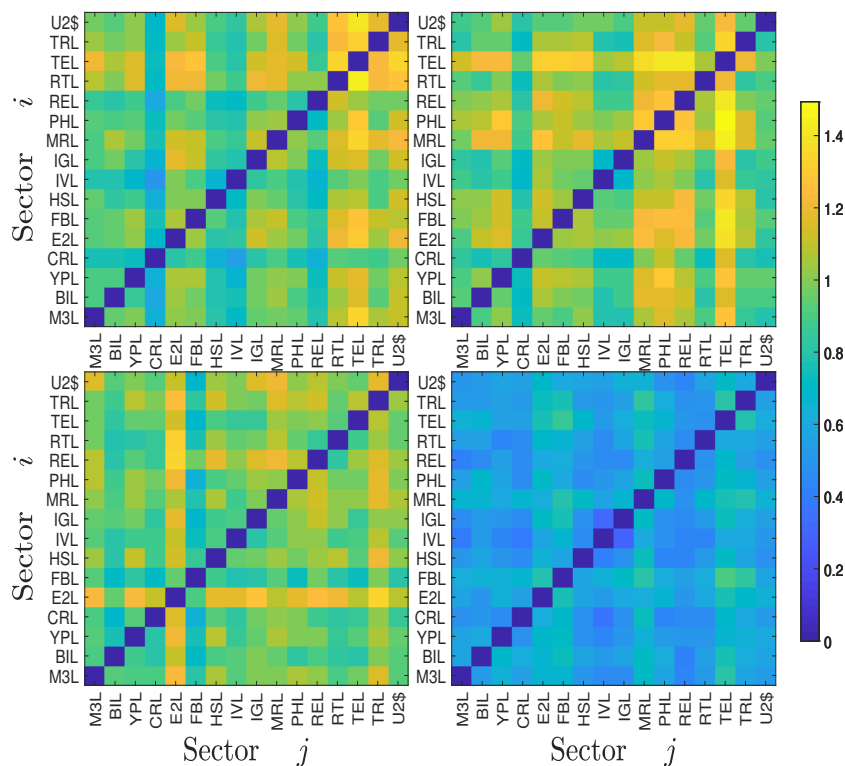 U2$
TRL
TEL
RTL
REL
PHL
MRL
IGL
IVL
HSL
FBL
E2L
CRL
YPL
BIL
M3L
Sector i
M3L BIL YPL CRL E2L FBL HSL IVL IGL MRL PHL REL RTL TEL TRL U2$
U2$
TRL
TEL
RTL
REL
PHL
MRL
IGL
IVL
HSL
FBL
E2L
CRL
YPL
BIL
M3L
M3L BIL YPL CRL E2L FBL HSL IVL IGL MRL PHL REL RTL TEL TRL U2$
U2$
TRL
TEL
RTL
REL
PHL
MRL
IGL
IVL
HSL
FBL
E2L
CRL
YPL
BIL
M3L
Sector i
M3L BIL YPL CRL E2L FBL HSL IVL IGL MRL PHL REL RTL TEL TRL U2$
Sector j
U2$
TRL
TEL
RTL
REL
PHL
MRL
IGL
IVL
HSL
FBL
E2L
CRL
YPL
BIL
M3L
M3L BIL YPL CRL E2L FBL HSL IVL IGL MRL PHL REL RTL TEL TRL U2$
Sector j
1.4
1.2
1
0.8
0.6
0.4
0.2
0